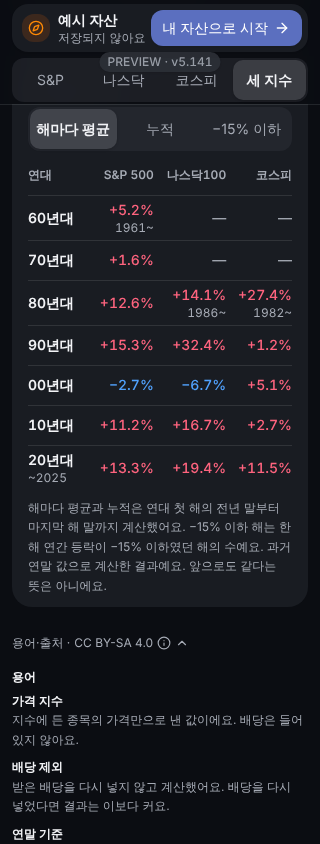 예시 자산
저장되지 않아요
내 자산으로 시작 →
PREVIEW · v5.141
S&P 나스닥 코스피 세 지수
해마다 평균 누적 −15% 이하
연대 S&P 500 나스닥100 코스피
60년대 +5.2% — —
1961~
70년대 +1.6% — —
80년대 +12.6% +14.1% +27.4%
1986~ 1982~
90년대 +15.3% +32.4% +1.2%
00년대 −2.7% −6.7% +5.1%
10년대 +11.2% +16.7% +2.7%
20년대 +13.3% +19.4% +11.5%
~2025
해마다 평균과 누적은 연대 첫 해의 전년 말부터
마지막 해 말까지 계산했어요. −15% 이하 해는 한
해 연간 등락이 −15% 이하였던 해의 수예요. 과거
연말 값으로 계산한 결과예요. 앞으로도 같다는
뜻은 아니에요.
용어·출처 · CC BY-SA 4.0
용어
가격 지수
지수에 든 종목의 가격만으로 낸 값이에요. 배당은 들어
있지 않아요.
배당 제외
받은 배당을 다시 넣지 않고 계산했어요. 배당을 다시
넣었다면 결과는 이보다 커요.
연말 기준